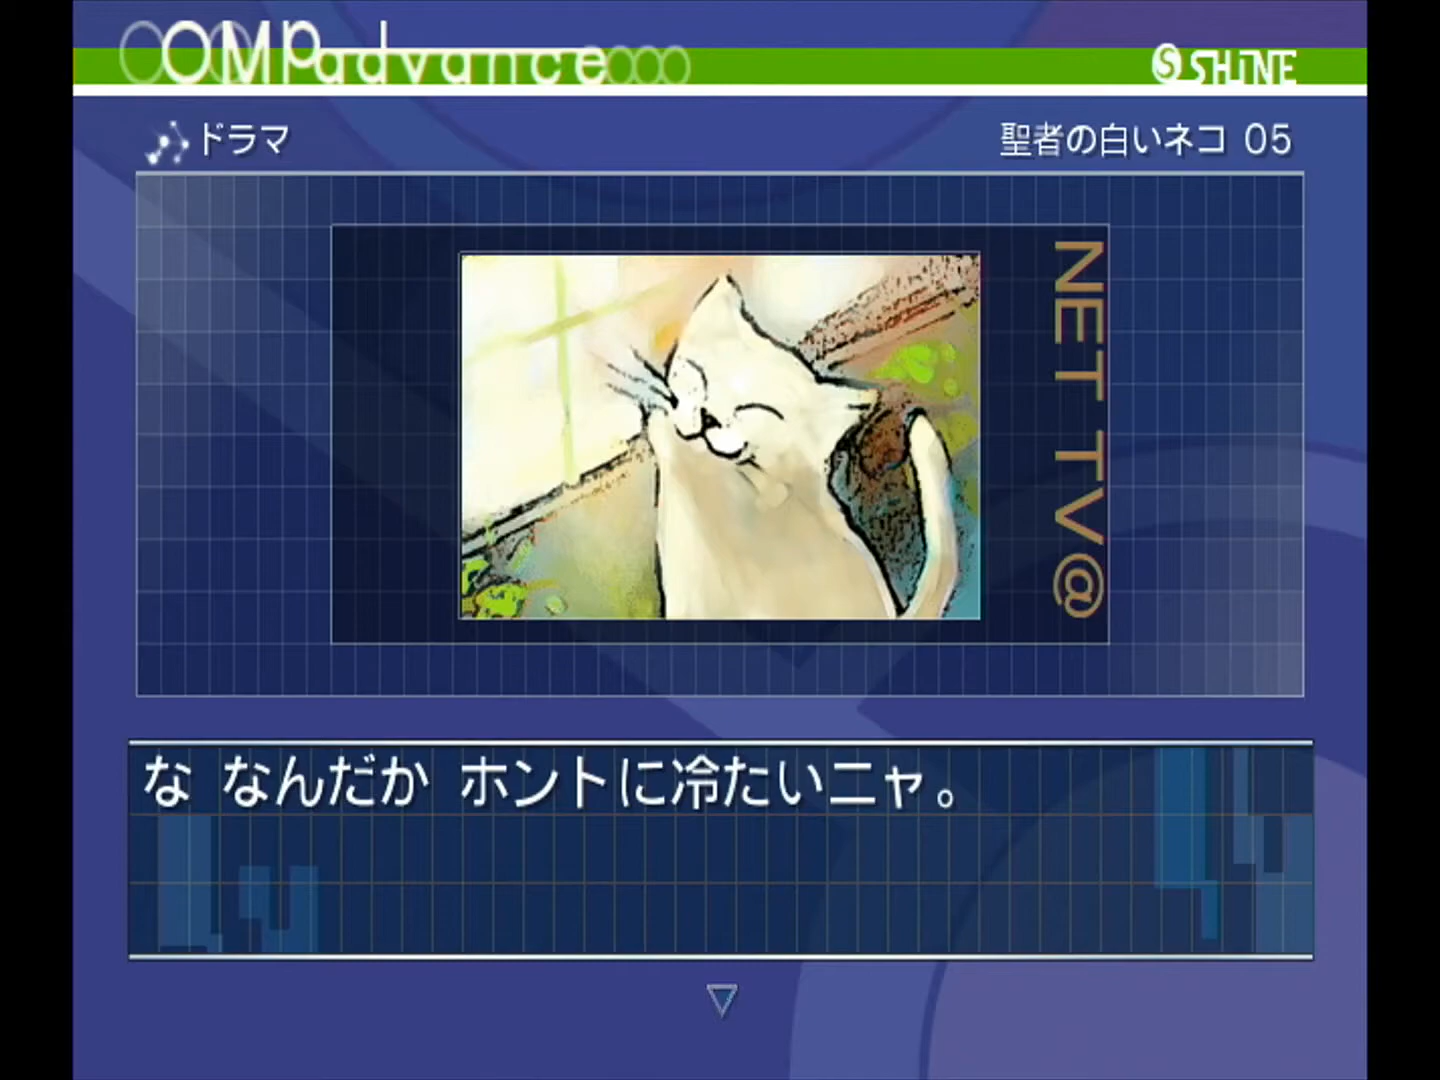 COMPadvance
SHiNE
ドラマ
聖者の白いネコ 05
NET TV@
な なんだか ホントに冷たいニャ。